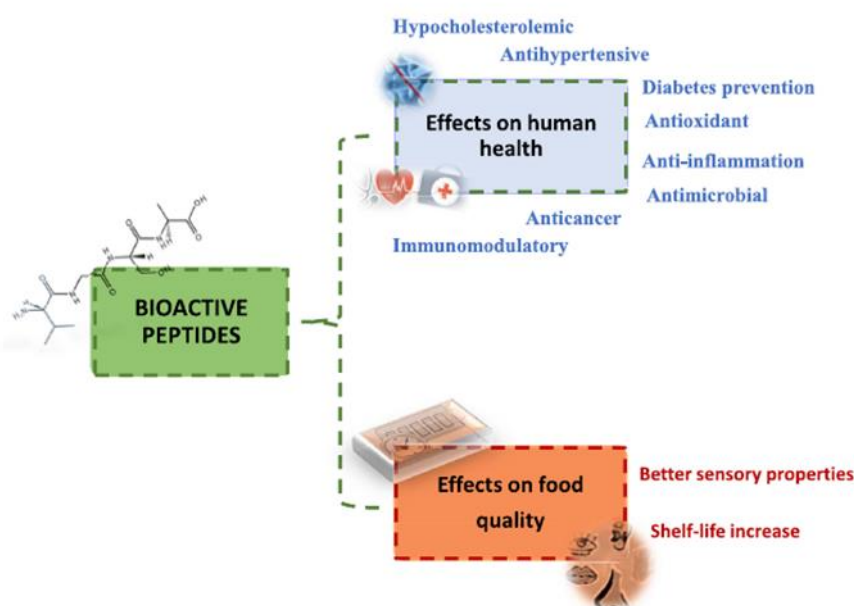 Hypocholesterolemic
Antihypertensive
Diabetes prevention
Effects on human
health
Antioxidant
Anti-inflammation
Antimicrobial
Anticancer
Immunomodulatory
BIOACTIVE
PEPTIDES
Effects on food
quality
Better sensory properties
Shelf-life increase